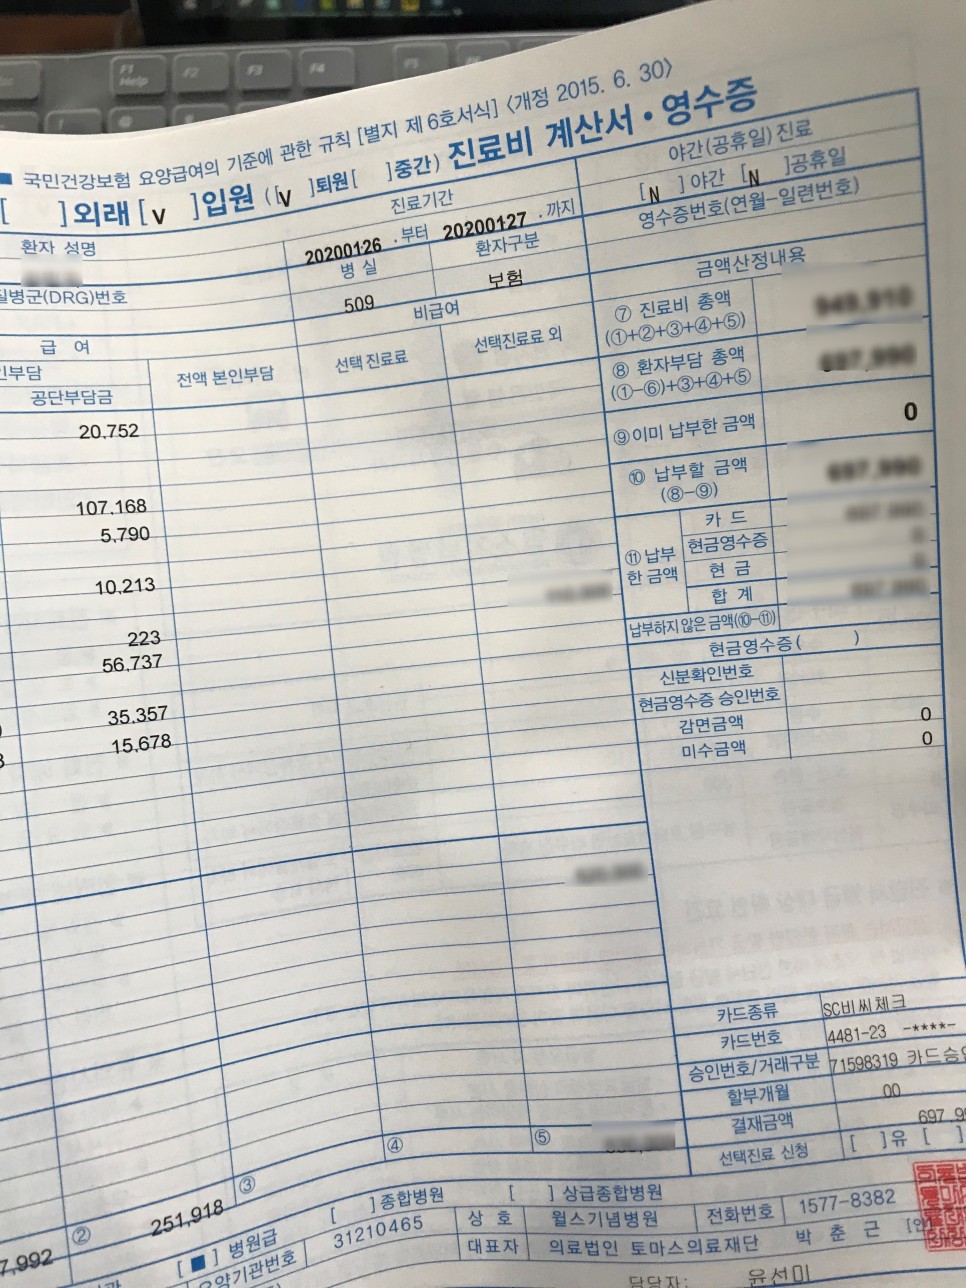 F1
Help
F2
F3
F4
■ 국민건강보험 요양급여의 기준에 관한 규칙 [별지 제6호서식] <개정 2015. 6. 30>
[ ]외래 [ V ]입원 ([V ]퇴원[ ]중간) 진료비 계산서 • 영수증
환자 성명
진료기간
야간(공휴일)진료
20200126 . 부터 20200127 . 까지
[ N ] 야간 [ N ]공휴일
병 실
환자구분
영수증번호(연월-일련번호)
질병군(DRG)번호
509
보험
금액산정내용
급 여
비급여
⑦ 진료비 총액
(①+②+③+④+⑤)
949,910
공단부담금
전액 본인부담
선택진료료
선택진료료 외
⑧ 환자부담 총액
(①-⑥)+③+④+⑤
697,990
20,752
⑨이미 납부한 금액
0
107,168
⑩ 납부할 금액
(⑧-⑨)
697,990
5,790
⑪ 납부
한 금액
카 드
현금영수증
현 금
합 계
10,213
223
납부하지않은 금액(⑩-⑪)
56,737
현금영수증( )
신분확인번호
35,357
현금영수증 승인번호
15,678
감면금액
0
미수금액
0
카드종류
SC비씨체크
카드번호
4481-23 -****-
승인번호/거래구분
71598319 카드승인
할부개월
00
결재금액
697,99
선택진료 신청
[ ]유 [ ]
7,992
②
251,918
③
④
⑤
[ ]종합병원
[ ] 상급종합병원
[ ■ ] 병원급
요양기관번호
31210465
상 호
윌스기념병원
전화번호
1577-8382
대표자
의료법인 토마스의료재단
박 춘 근
[인]
담당자:
윤선미